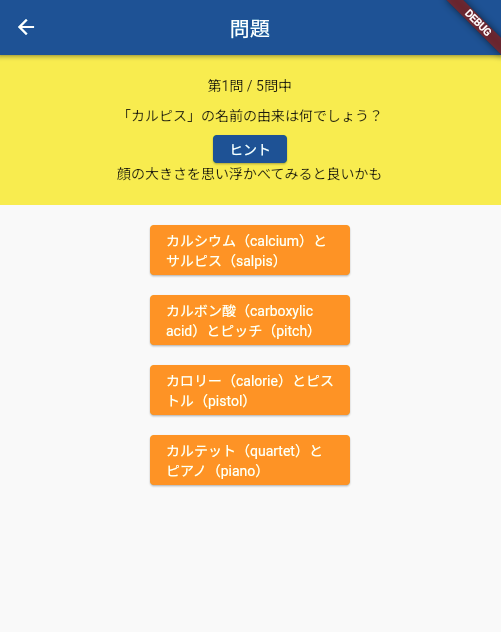 問題
DEBUG
第1問 / 5問中
「カルピス」の名前の由来は何でしょう？
ヒント
顔の大きさを思い浮かべてみると良いかも
カルシウム（calcium）と
サルピス（salpis）
カルボン酸（carboxylic
acid）とピッチ（pitch）
カロリー（calorie）とピス
トル（pistol）
カルテット（quartet）と
ピアノ（piano）